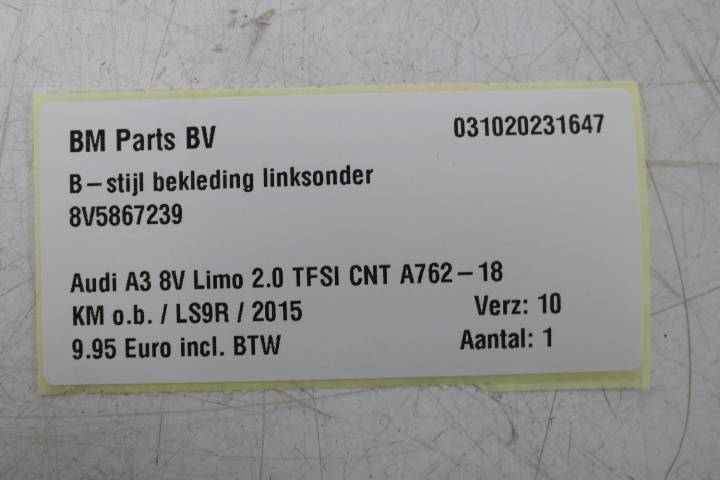 BM Parts BV 031020231647
B-stijl bekleding linksonder
8V5867239
Audi A3 8V Limo 2.0 TFSI CNT A762-18
KM o.b. / LS9R / 2015 Verz: 10
9.95 Euro incl. BTW Aantal: 1